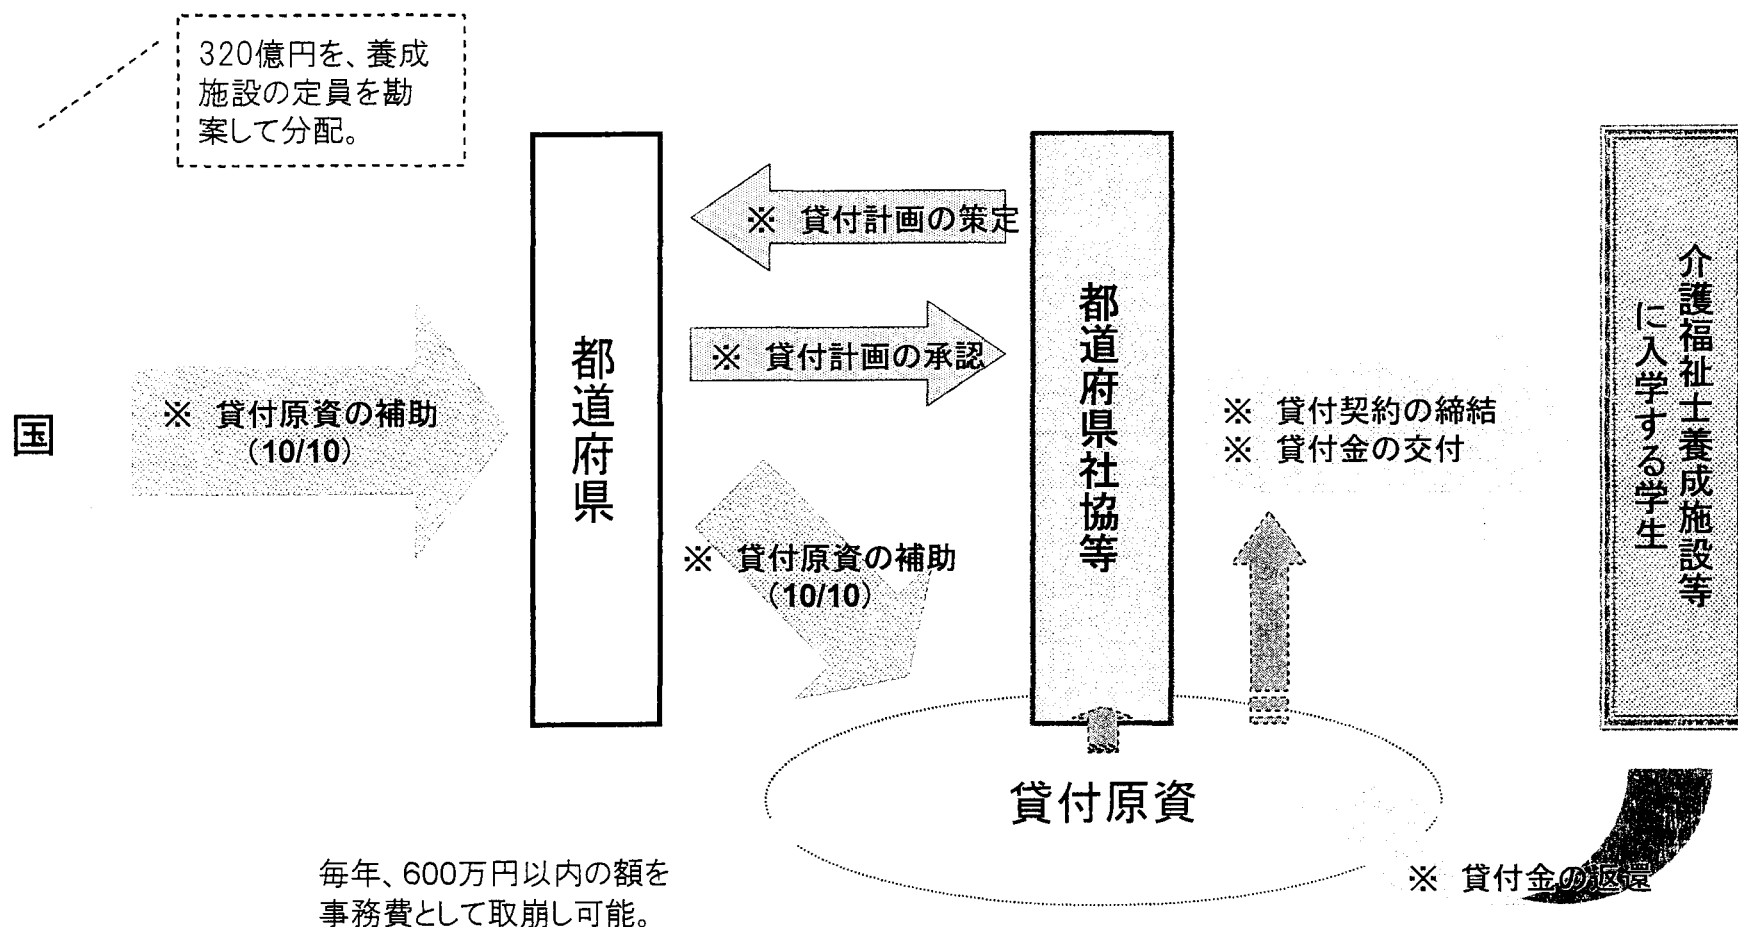 320億円を、養成
施設の定員を勘
案して分配。
国
※ 貸付原資の補助
(10/10)
都道府県
※ 貸付計画の策定
※ 貸付計画の承認
※ 貸付原資の補助
(10/10)
都道府県社協等
※ 貸付契約の締結
※ 貸付金の交付
介護福祉士養成施設等
に入学する学生
貸付原資
※ 貸付金の返還
毎年、600万円以内の額を
事務費として取崩し可能。